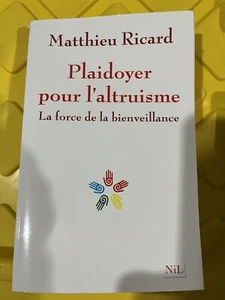 Matthieu Ricard
Plaidoyer
pour l'altruisme
La force de la bienveillance
NiL